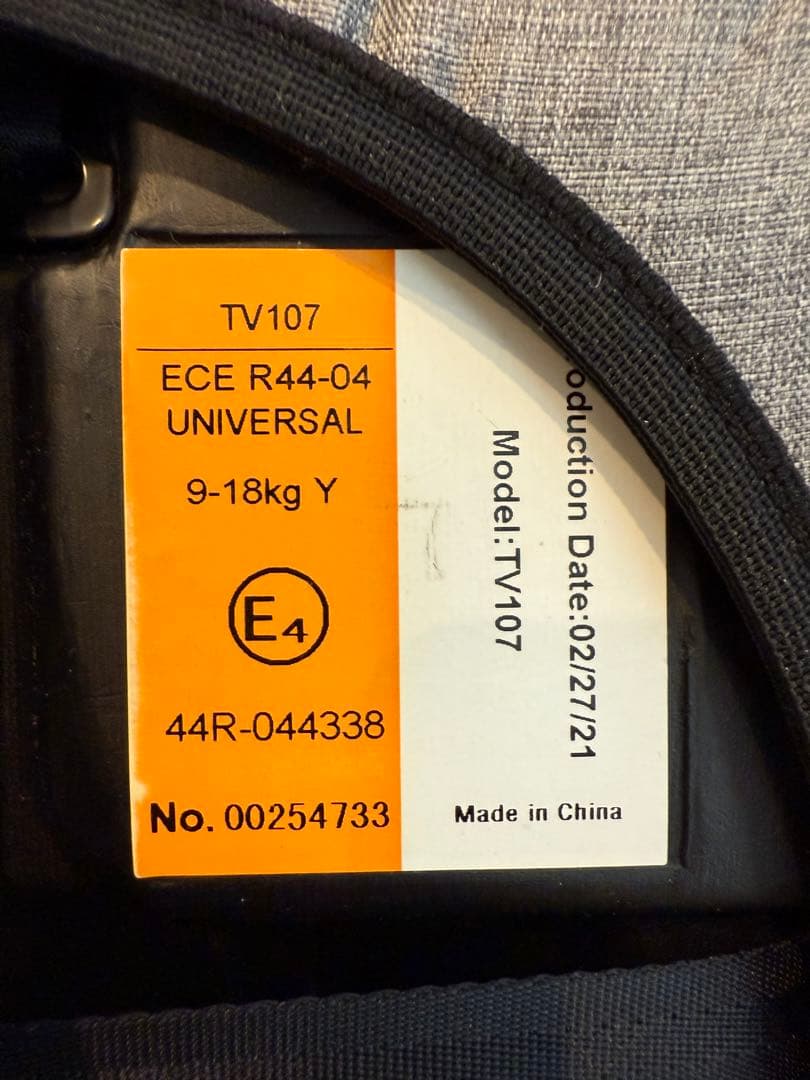 TV107
ECE R44-04
UNIVERSAL
9-18kg Y
E4
44R-044338
No. 00254733
oduction Date:02/27/21
Model:TV107
Made in China